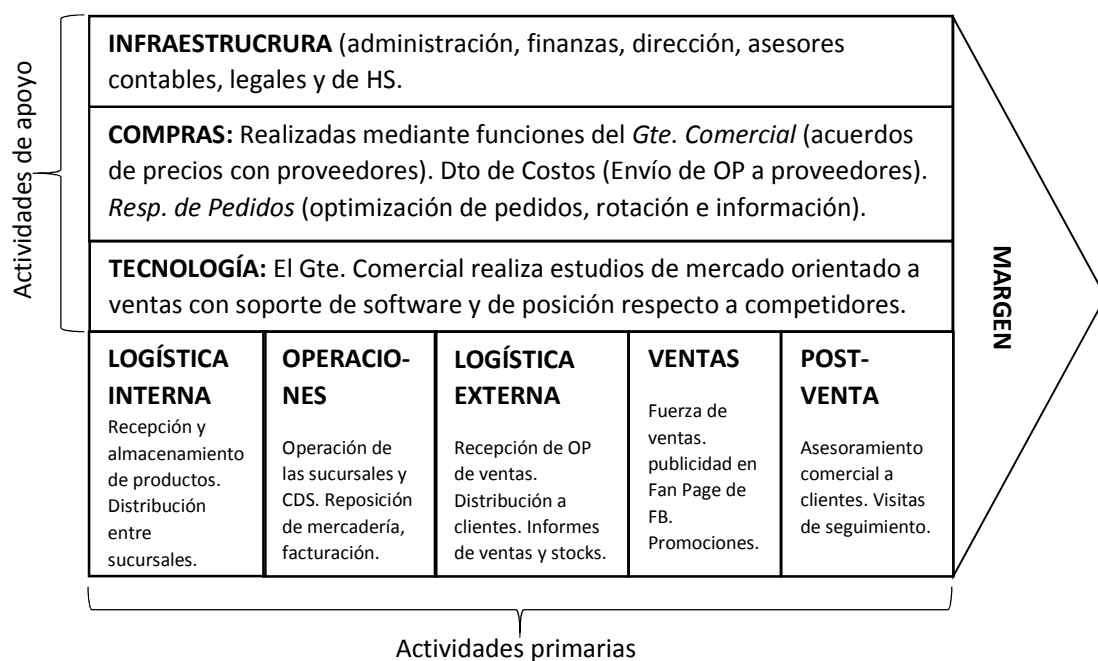 Actividades de apoyo
INFRAESTRUCRURA (administración, finanzas, dirección, asesores
contables, legales y de HS.
COMPRAS: Realizadas mediante funciones del Gte. Comercial (acuerdos
de precios con proveedores). Dto de Costos (Envío de OP a proveedores).
Resp. de Pedidos (optimización de pedidos, rotación e información).
TECNOLOGÍA: El Gte. Comercial realiza estudios de mercado orientado a
ventas con soporte de software y de posición respecto a competidores.
LOGÍSTICA
INTERNA
Recepción y
almacenamiento
de productos.
Distribución
entre
sucursales.
OPERACIO-
NES
Operación de
las sucursales y
CDS. Reposición
de mercadería,
facturación.
LOGÍSTICA
EXTERNA
Recepción de OP
de ventas.
Distribución a
clientes. Informes
de ventas y stocks.
VENTAS
Fuerza de
ventas.
publicidad en
Fan Page de
FB.
Promociones.
POST-
VENTA
Asesoramiento
comercial a
clientes. Visitas
de seguimiento.
MARGEN
Actividades primarias